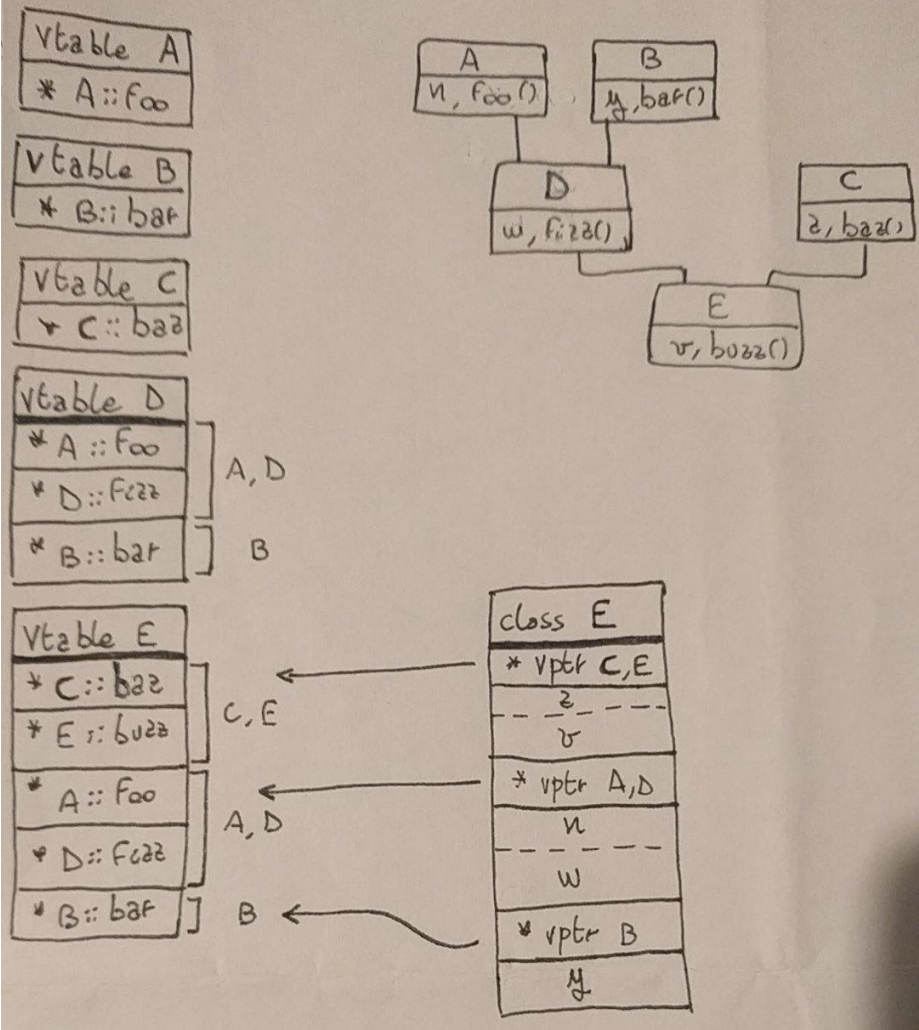 vtable A
* A::foo
vtable B
* B::bar
vtable C
* C::baz
vtable D
* A::foo
* D::fizz
* B::bar
A, D
B
vtable E
* C::baz
* E::buzz
* A::foo
* D::fizz
* B::bar
C, E
A, D
B
A
x, foo()
B
y, bar()
D
w, fizz()
C
z, baz()
E
v, buzz()
class E
* vptr C,E
z
v
* vptr A,D
x
w
* vptr B
y